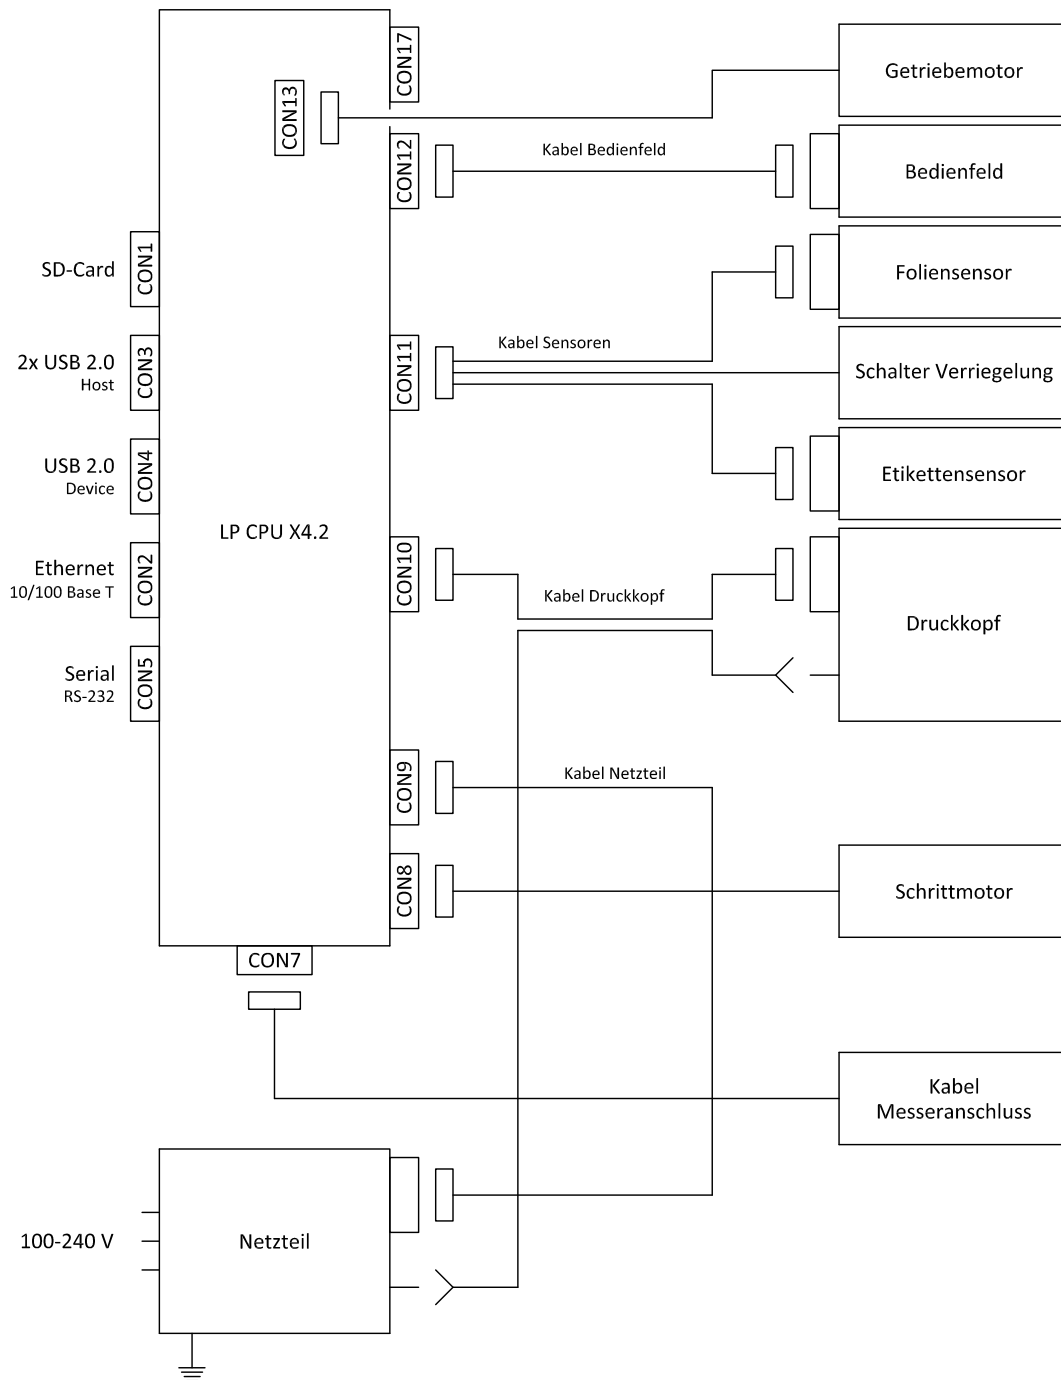 CON17
Getriebemotor
CON13
CON12
Kabel Bedienfeld
Bedienfeld
SD-Card
CON1
Foliensensor
2x USB 2.0
Host
CON3
CON11
Kabel Sensoren
Schalter Verriegelung
USB 2.0
Device
CON4
Etikettensensor
LP CPU X4.2
Ethernet
10/100 Base T
CON2
CON10
Kabel Druckkopf
Druckkopf
Serial
RS-232
CON5
CON9
Kabel Netzteil
CON8
Schrittmotor
CON7
Kabel
Messeranschluss
100-240 V
Netzteil